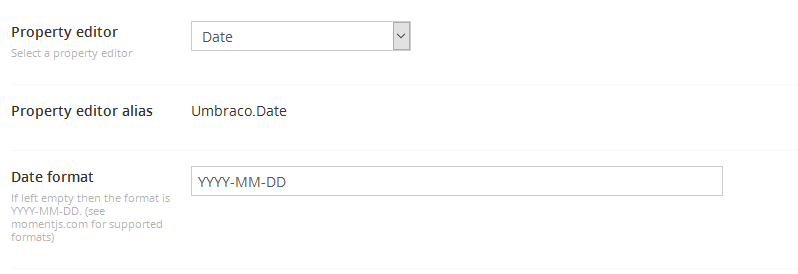 Property editor
Select a property editor
Date
Property editor alias
Umbraco.Date
Date format
If left empty then the format is
YYYY-MM-DD. (see
momentjs.com for supported
formats)
YYYY-MM-DD